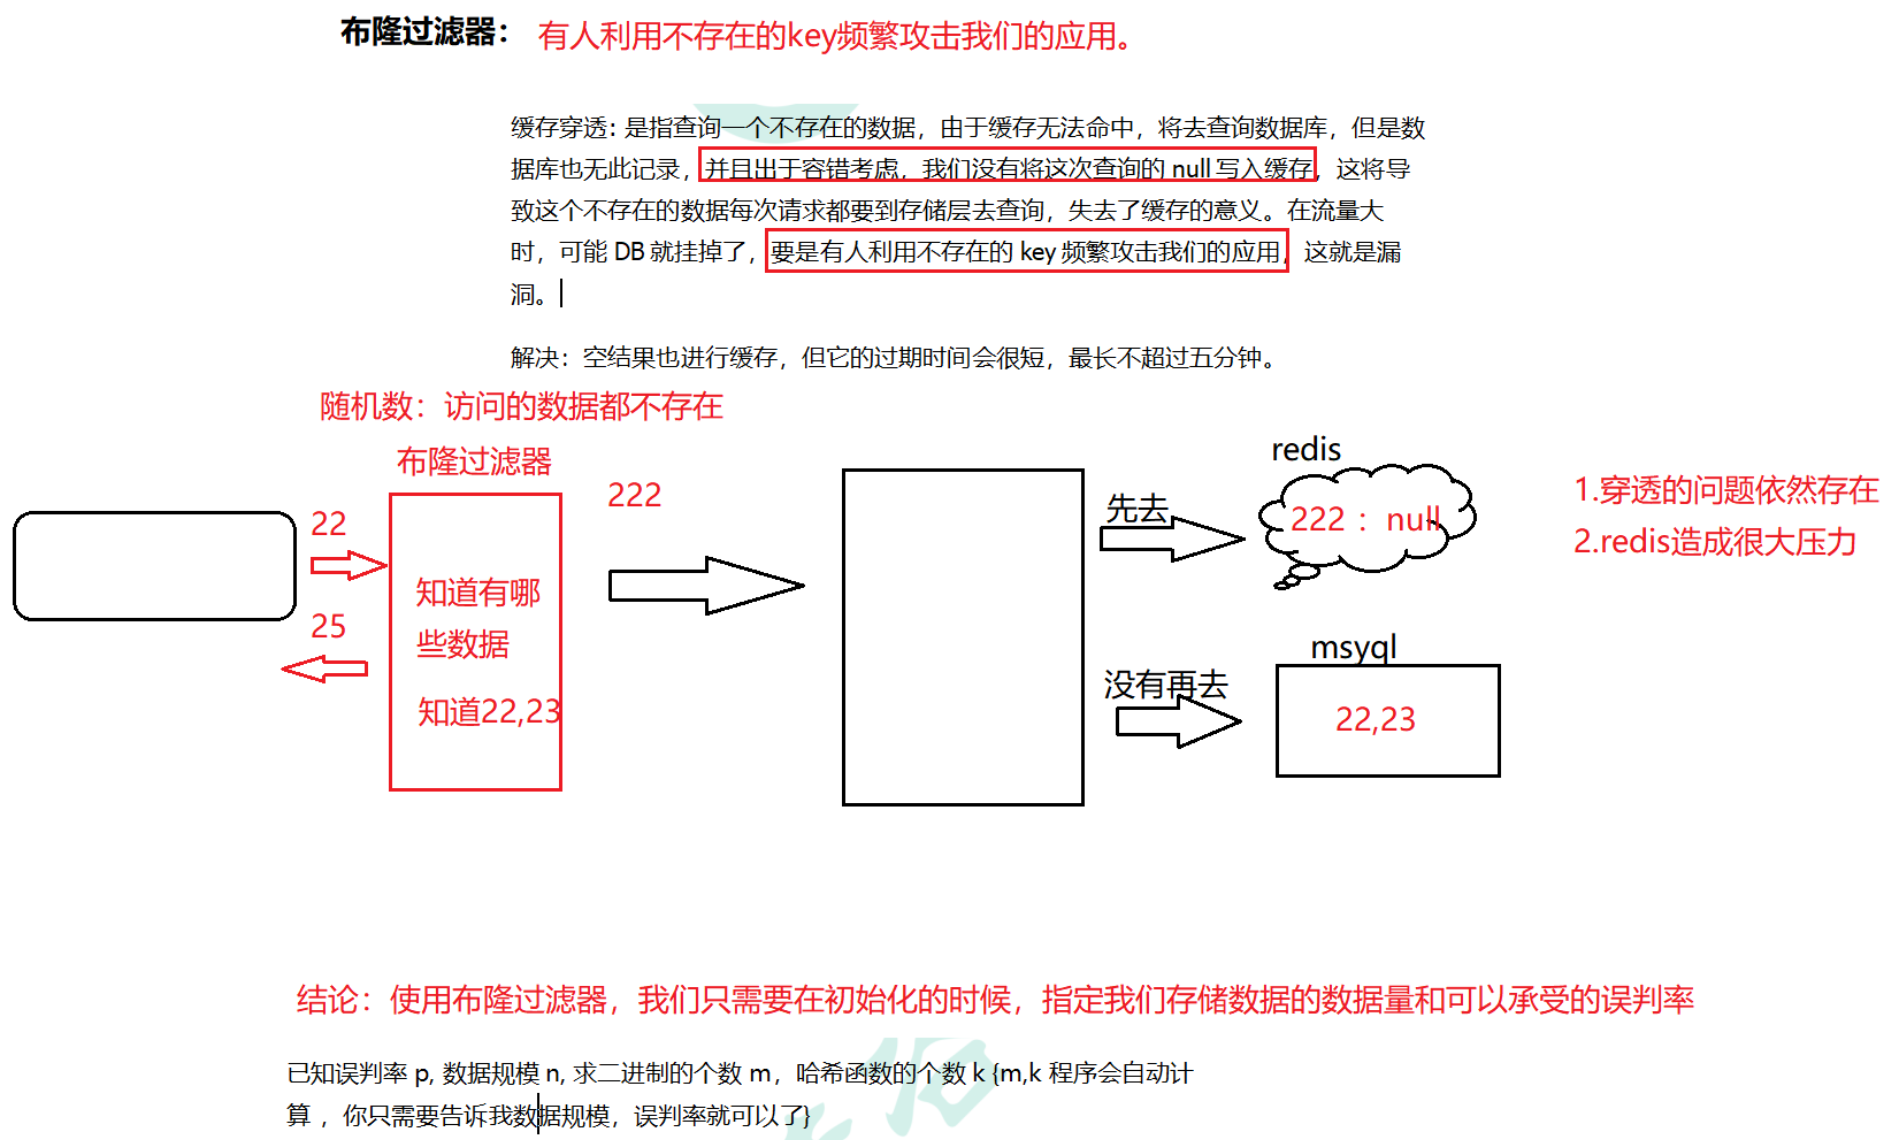 布隆过滤器： 有人利用不存在的key频繁攻击我们的应用。
缓存穿透：是指查询一个不存在的数据，由于缓存无法命中，将去查询数据库，但是数
据库也无此记录，并且出于容错考虑，我们没有将这次查询的 null 写入缓存，这将导
致这个不存在的数据每次请求都要到存储层去查询，失去了缓存的意义。在流量大
时，可能 DB 就挂掉了，要是有人利用不存在的 key 频繁攻击我们的应用，这就是漏
洞。
解决：空结果也进行缓存，但它的过期时间会很短，最长不超过五分钟。
随机数：访问的数据都不存在
布隆过滤器
22
25
知道有哪
些数据
知道22,23
222
先去
没有再去
redis
222 : null
msyql
22,23
1.穿透的问题依然存在
2.redis造成很大压力
结论：使用布隆过滤器，我们只需要在初始化的时候，指定我们存储数据的数据量和可以承受的误判率
已知误判率 p, 数据规模 n, 求二进制的个数 m，哈希函数的个数 k {m,k 程序会自动计
算 ，你只需要告诉我数据规模，误判率就可以了}